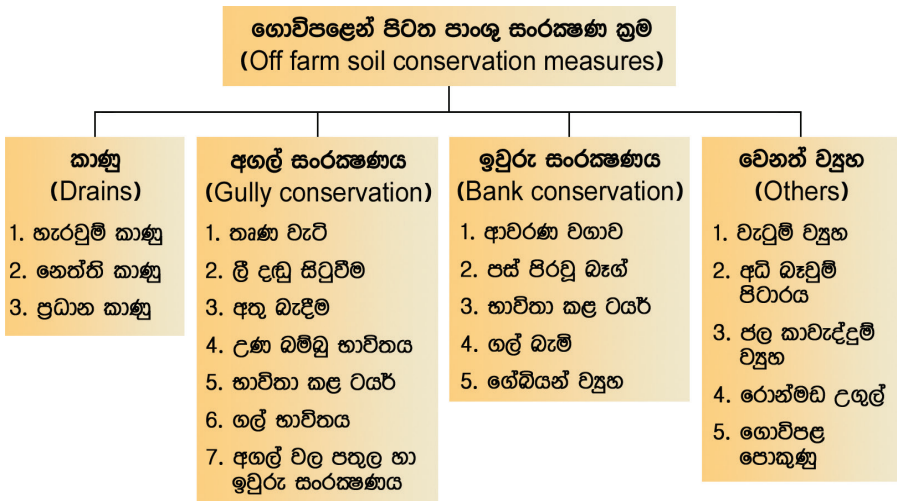 ගොවිපළෙන් පිටත පාංශු සංරක්‍ෂණ ක්‍රම
(Off farm soil conservation measures)
කාණු
(Drains)
1. හැරවුම් කාණු
2. නෙත්ති කාණු
3. ප්‍රධාන කාණු
අගල් සංරක්‍ෂණය
(Gully conservation)
1. තෘණ වැටි
2. ලී දඬු සිටුවීම
3. අතු බැදීම
4. උණ බම්බු භාවිතය
5. භාවිතා කළ ටයර්
6. ගල් භාවිතය
7. අගල් වල පතුල හා
ඉවුරු සංරක්‍ෂණය
ඉවුරු සංරක්‍ෂණය
(Bank conservation)
1. ආවරණ වගාව
2. පස් පිරවූ බෑග්
3. භාවිතා කළ ටයර්
4. ගල් බැමි
5. ගේබියන් ව්‍යුහ
වෙනත් ව්‍යුහ
(Others)
1. වැටුම් ව්‍යුහ
2. අධි බෑවුම්
පිටාරය
3. ජල කාවැද්දුම්
ව්‍යුහ
4. රොන්මඩ උගුල්
5. ගොවිපළ
පොකුණු